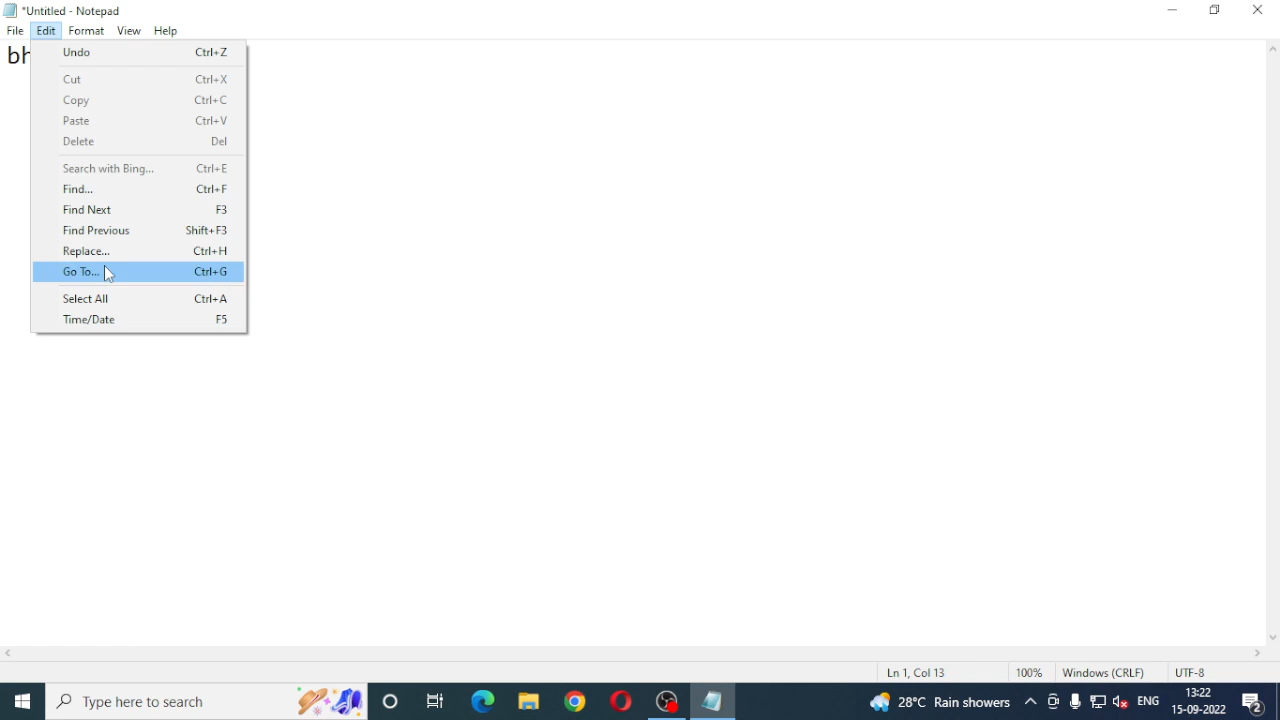 *Untitled - Notepad
File Edit Format View Help
bh
Undo Ctrl+Z
Cut Ctrl+X
Copy Ctrl+C
Paste Ctrl+V
Delete Del
Search with Bing... Ctrl+E
Find... Ctrl+F
Find Next F3
Find Previous Shift+F3
Replace... Ctrl+H
Go To... Ctrl+G
Select All Ctrl+A
Time/Date F5
Ln 1, Col 13 100% Windows (CRLF) UTF-8
Type here to search 28°C Rain showers ENG 13:22
15-09-2022 2